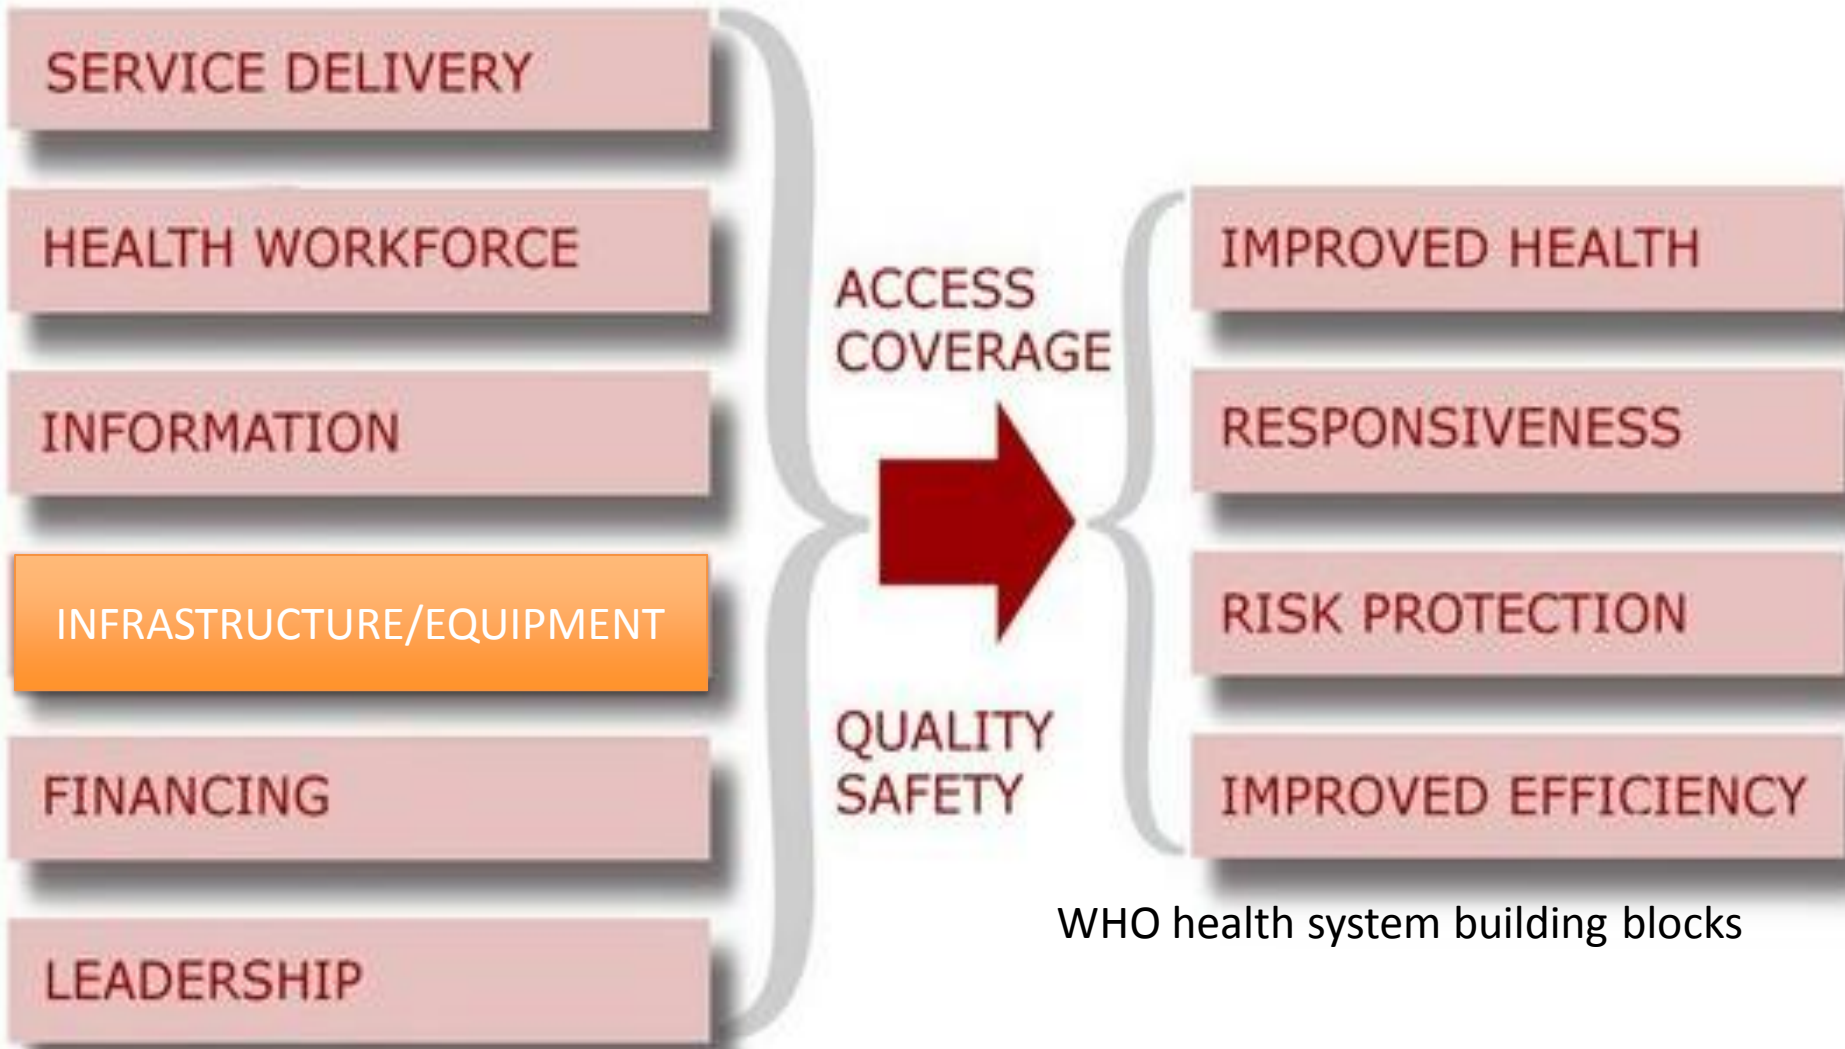 SERVICE DELIVERY
HEALTH WORKFORCE
INFORMATION
INFRASTRUCTURE/EQUIPMENT
FINANCING
LEADERSHIP
ACCESS
COVERAGE
QUALITY
SAFETY
IMPROVED HEALTH
RESPONSIVENESS
RISK PROTECTION
IMPROVED EFFICIENCY
WHO health system building blocks